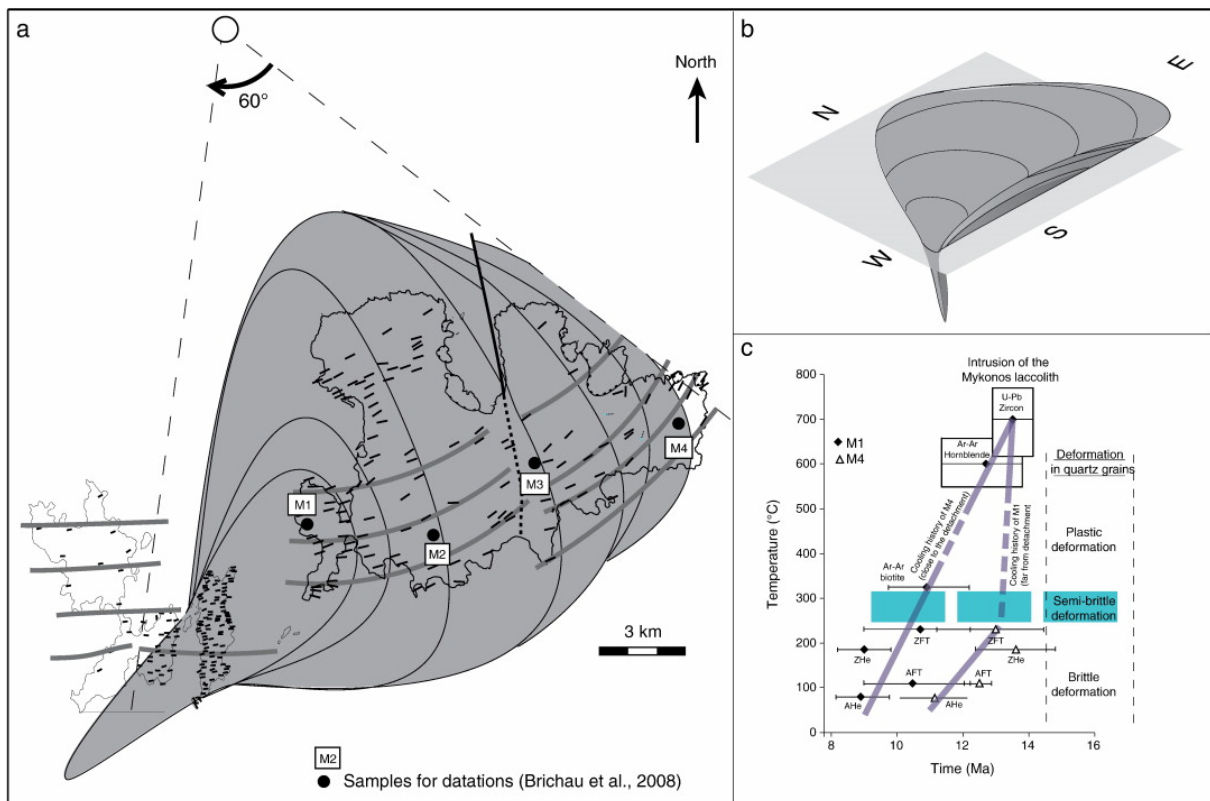 a
60°
North
M1
M2
M3
M4
3 km
M2
Samples for datations (Brichau et al., 2008)
b
N
E
W
S
c
Intrusion of the
Mykonos laccolith
800
700
600
500
400
300
200
100
0
Temperature (°C)
8
10
12
14
16
Time (Ma)
M1
M4
U-Pb
Zircon
Ar-Ar
Hornblende
Deformation
in quartz grains
Cooling history of M4
(close to the detachment)
Cooling history of M1
(far from detachment)
Plastic
deformation
Ar-Ar
biotite
Semi-brittle
deformation
ZFT
ZFT
ZHe
ZHe
AFT
AFT
Brittle
deformation
AHe
AHe